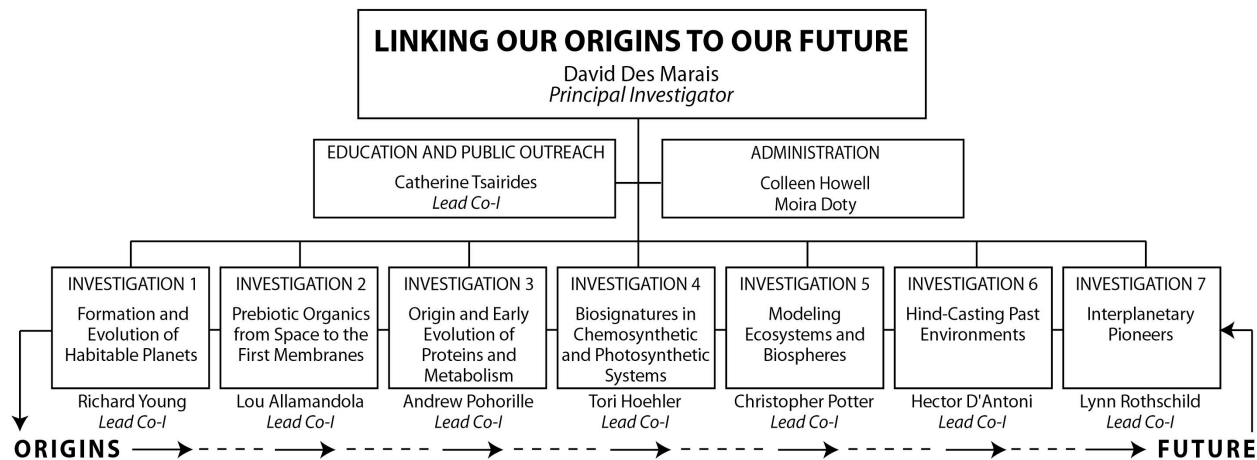 LINKING OUR ORIGINS TO OUR FUTURE
David Des Marais
Principal Investigator
EDUCATION AND PUBLIC OUTREACH
Catherine Tsairides
Lead Co-I
ADMINISTRATION
Colleen Howell
Moira Doty
INVESTIGATION 1
Formation and
Evolution of
Habitable Planets
Richard Young
Lead Co-I
INVESTIGATION 2
Prebiotic Organics
from Space to the
First Membranes
Lou Allamandola
Lead Co-I
INVESTIGATION 3
Origin and Early
Evolution of
Proteins and
Metabolism
Andrew Pohorille
Lead Co-I
INVESTIGATION 4
Biosignatures in
Chemosynthetic
and Photosynthetic
Systems
Tori Hoehler
Lead Co-I
INVESTIGATION 5
Modeling
Ecosystems and
Biospheres
Christopher Potter
Lead Co-I
INVESTIGATION 6
Hind-Casting Past
Environments
Hector D'Antoni
Lead Co-I
INVESTIGATION 7
Interplanetary
Pioneers
Lynn Rothschild
Lead Co-I
ORIGINS
FUTURE